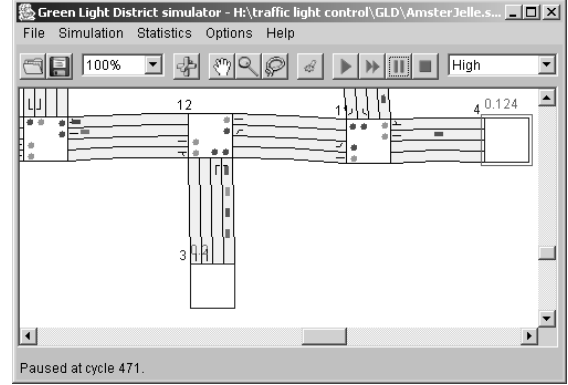 Green Light District simulator - H:\traffic light control\GLD\AmsterJelle.s...
File Simulation Statistics Options Help
100% High
12 4 0.124
3
Paused at cycle 471.